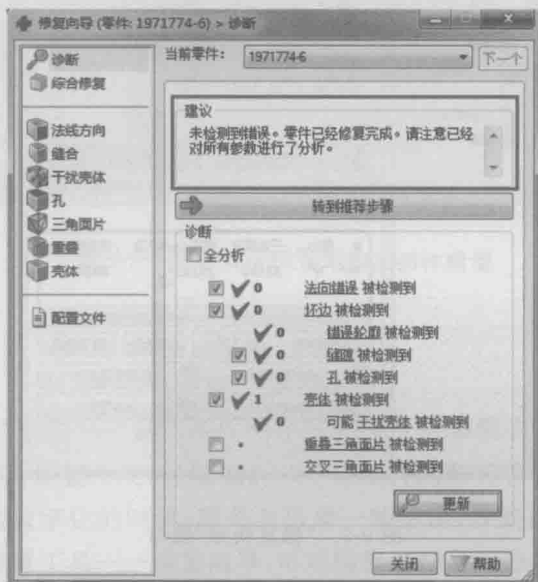 修复向导 (零件: 1971774-6) > 诊断
诊断
综合修复
法线方向
缝合
干扰壳体
孔
三角面片
重叠
壳体
配置文件
当前零件: 1971774-6 下一个
建议
未检测到错误。零件已经修复完成。请注意已经
对所有参数进行了分析。
转到推荐步骤
诊断
全分析
0 法向错误 被检测到
0 坏边 被检测到
0 错误轮廓 被检测到
0 缝隙 被检测到
0 孔 被检测到
1 壳体 被检测到
0 可能 干扰壳体 被检测到
重叠三角面片 被检测到
交叉三角面片 被检测到
更新
关闭 帮助